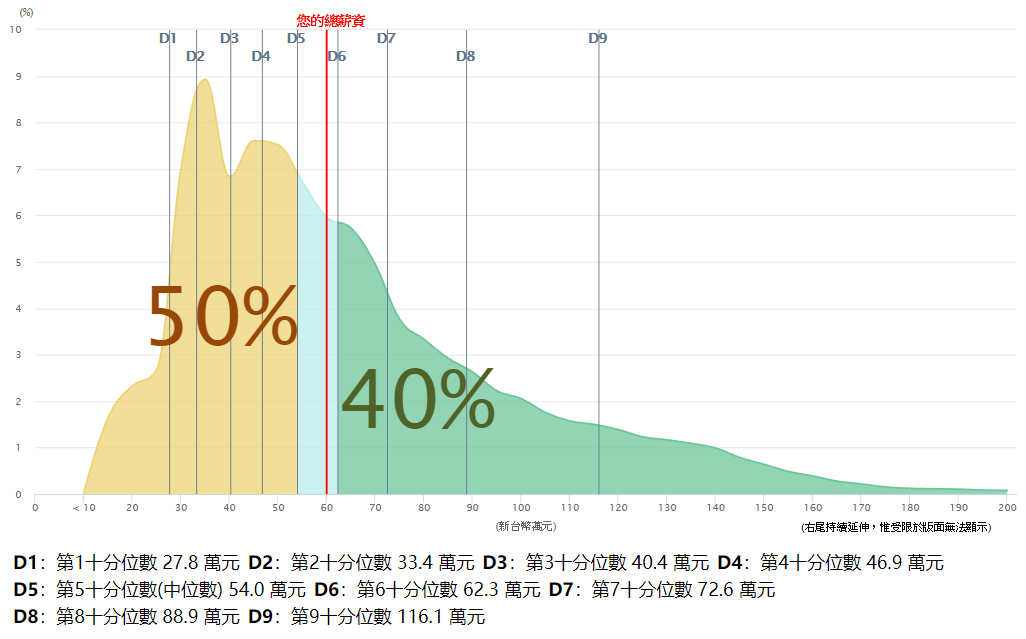 (%)
您的總薪資
10
D1
D3
D5
D7
D9
D2
D4
D6
D8
9
8
7
6
5
50%
4
3
40%
2
1
0
0 <10 20 30 40 50 60 70 80 90 100 110 120 130 140 150 160 170 180 190 200
(新台幣萬元)
(右尾持續延伸，惟受限於版面無法顯示)
D1：第1十分位數 27.8 萬元 D2：第2十分位數 33.4 萬元 D3：第3十分位數 40.4 萬元 D4：第4十分位數 46.9 萬元
D5：第5十分位數(中位數) 54.0 萬元 D6：第6十分位數 62.3 萬元 D7：第7十分位數 72.6 萬元
D8：第8十分位數 88.9 萬元 D9：第9十分位數 116.1 萬元